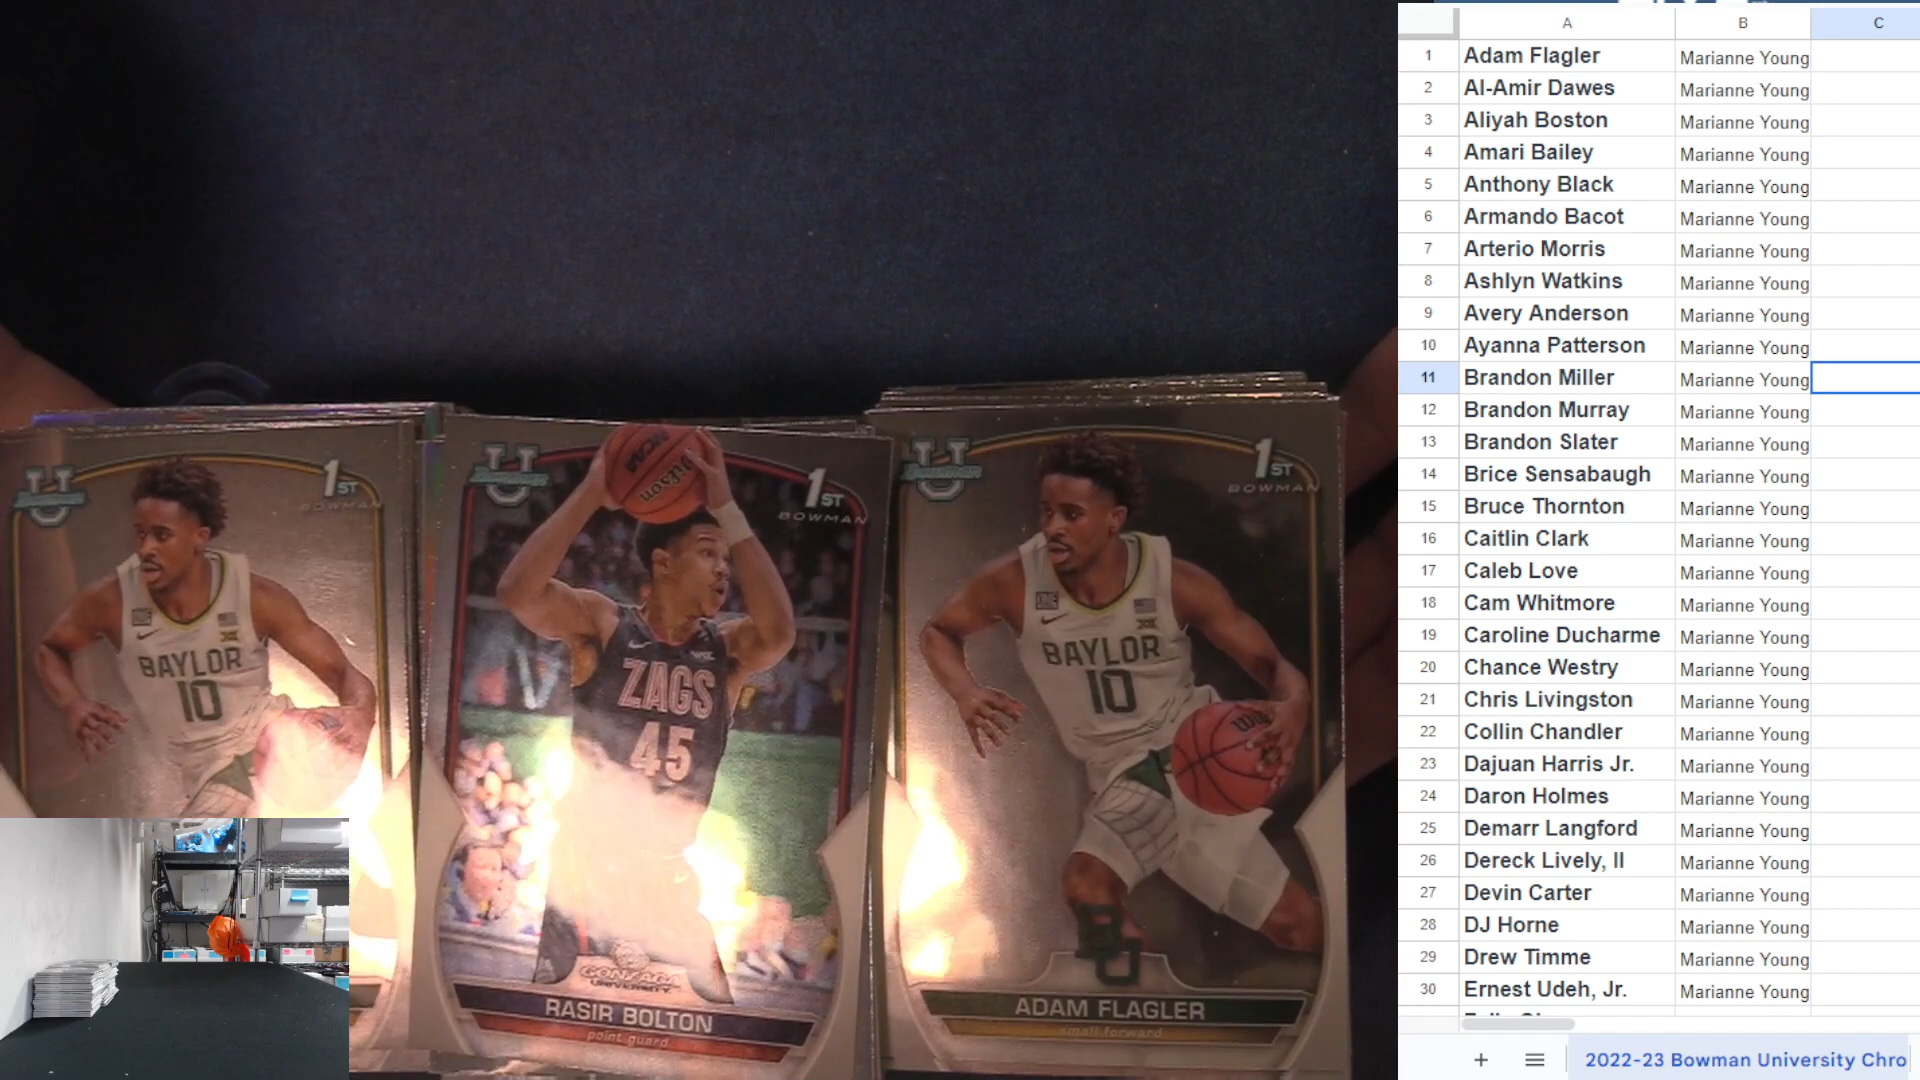 A B C
1 Adam Flagler Marianne Young
2 Al-Amir Dawes Marianne Young
3 Aliyah Boston Marianne Young
4 Amari Bailey Marianne Young
5 Anthony Black Marianne Young
6 Armando Bacot Marianne Young
7 Arterio Morris Marianne Young
8 Ashlyn Watkins Marianne Young
9 Avery Anderson Marianne Young
10 Ayanna Patterson Marianne Young
11 Brandon Miller Marianne Young
12 Brandon Murray Marianne Young
13 Brandon Slater Marianne Young
14 Brice Sensabaugh Marianne Young
15 Bruce Thornton Marianne Young
16 Caitlin Clark Marianne Young
17 Caleb Love Marianne Young
18 Cam Whitmore Marianne Young
19 Caroline Ducharme Marianne Young
20 Chance Westry Marianne Young
21 Chris Livingston Marianne Young
22 Collin Chandler Marianne Young
23 Dajuan Harris Jr. Marianne Young
24 Daron Holmes Marianne Young
25 Demarr Langford Marianne Young
26 Dereck Lively, II Marianne Young
27 Devin Carter Marianne Young
28 DJ Horne Marianne Young
29 Drew Timme Marianne Young
30 Ernest Udeh, Jr. Marianne Young
2022-23 Bowman University Chro
U
1ST
BOWMAN
BAYLOR
10
U
1ST
BOWMAN
NCAA
Wilson
ZAGS
45
GONZAGA
UNIVERSITY
RASIR BOLTON
point guard
U
1ST
BOWMAN
BAYLOR
10
BU
ADAM FLAGLER
small forward